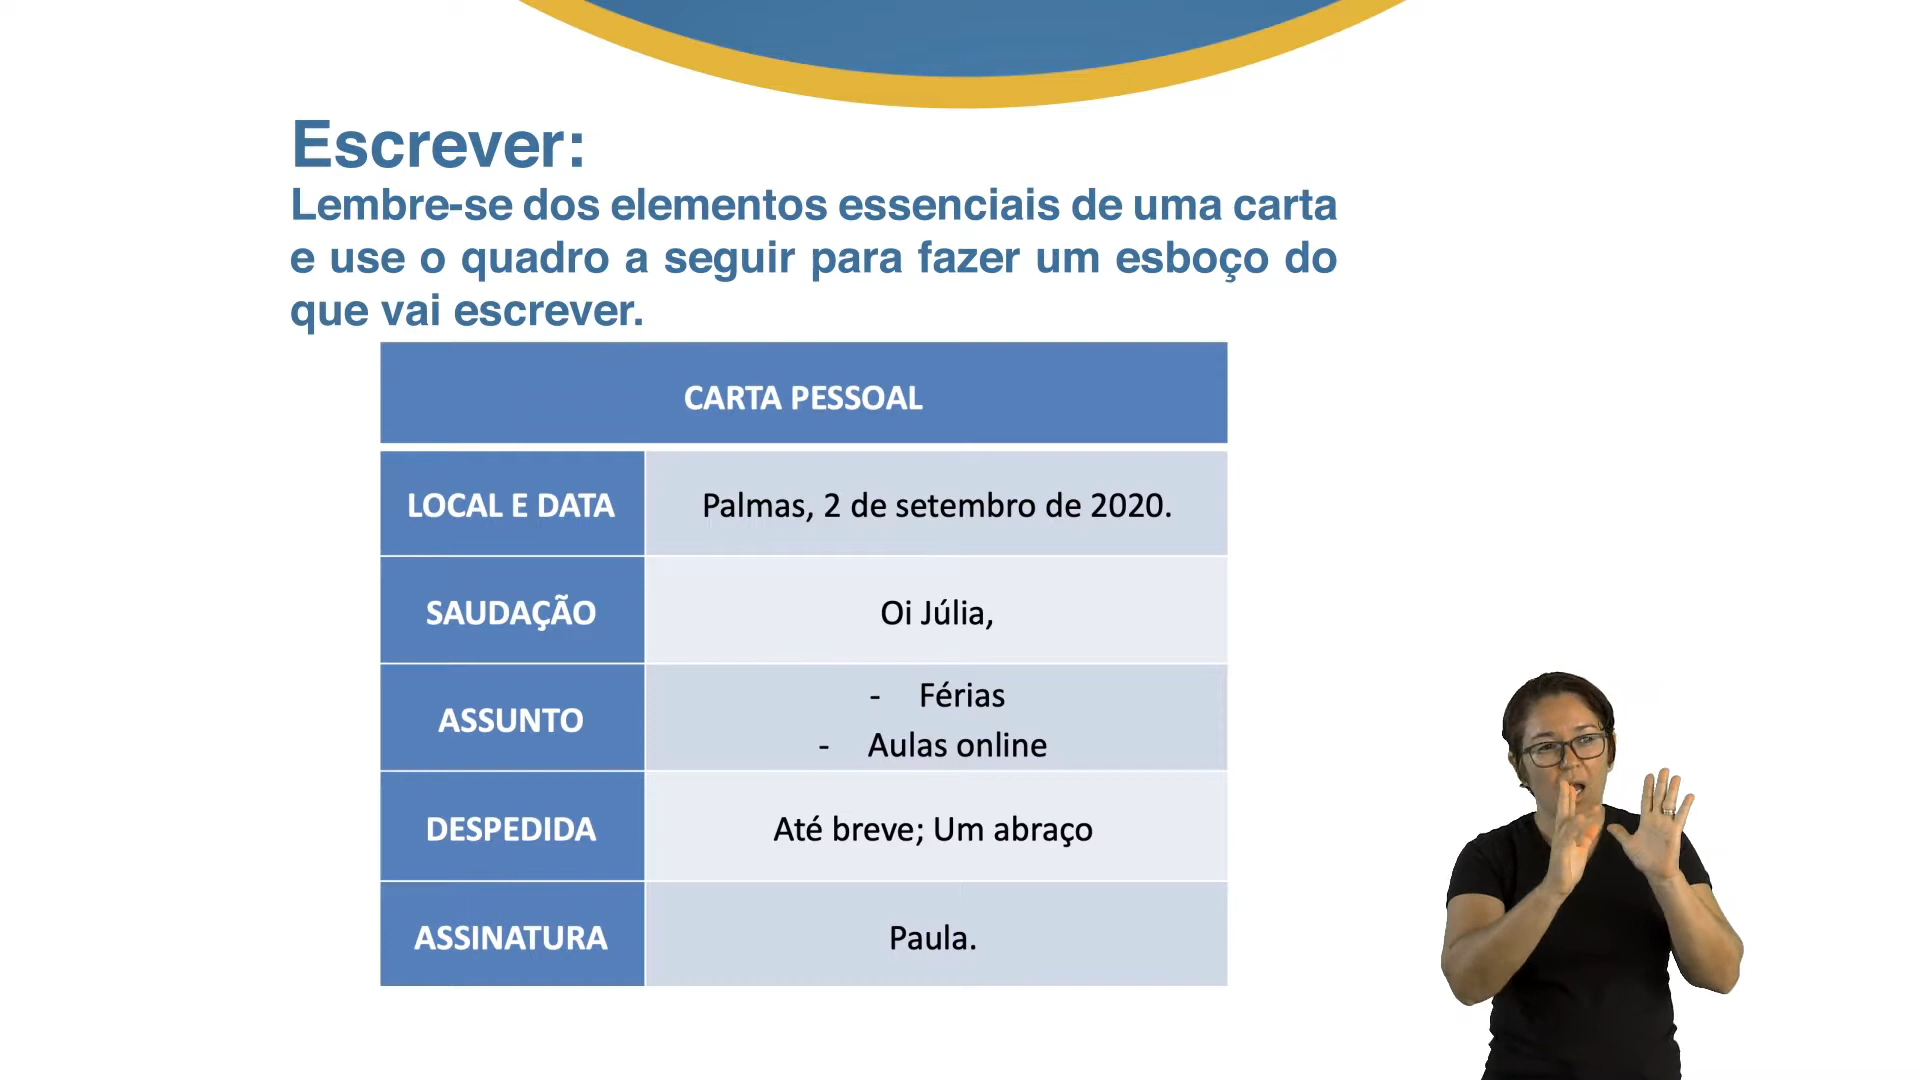 Escrever:
Lembre-se dos elementos essenciais de uma carta
e use o quadro a seguir para fazer um esboço do
que vai escrever.
CARTA PESSOAL
LOCAL E DATA
Palmas, 2 de setembro de 2020.
SAUDAÇÃO
Oi Júlia,
ASSUNTO
- Férias
- Aulas online
DESPEDIDA
Até breve; Um abraço
ASSINATURA
Paula.